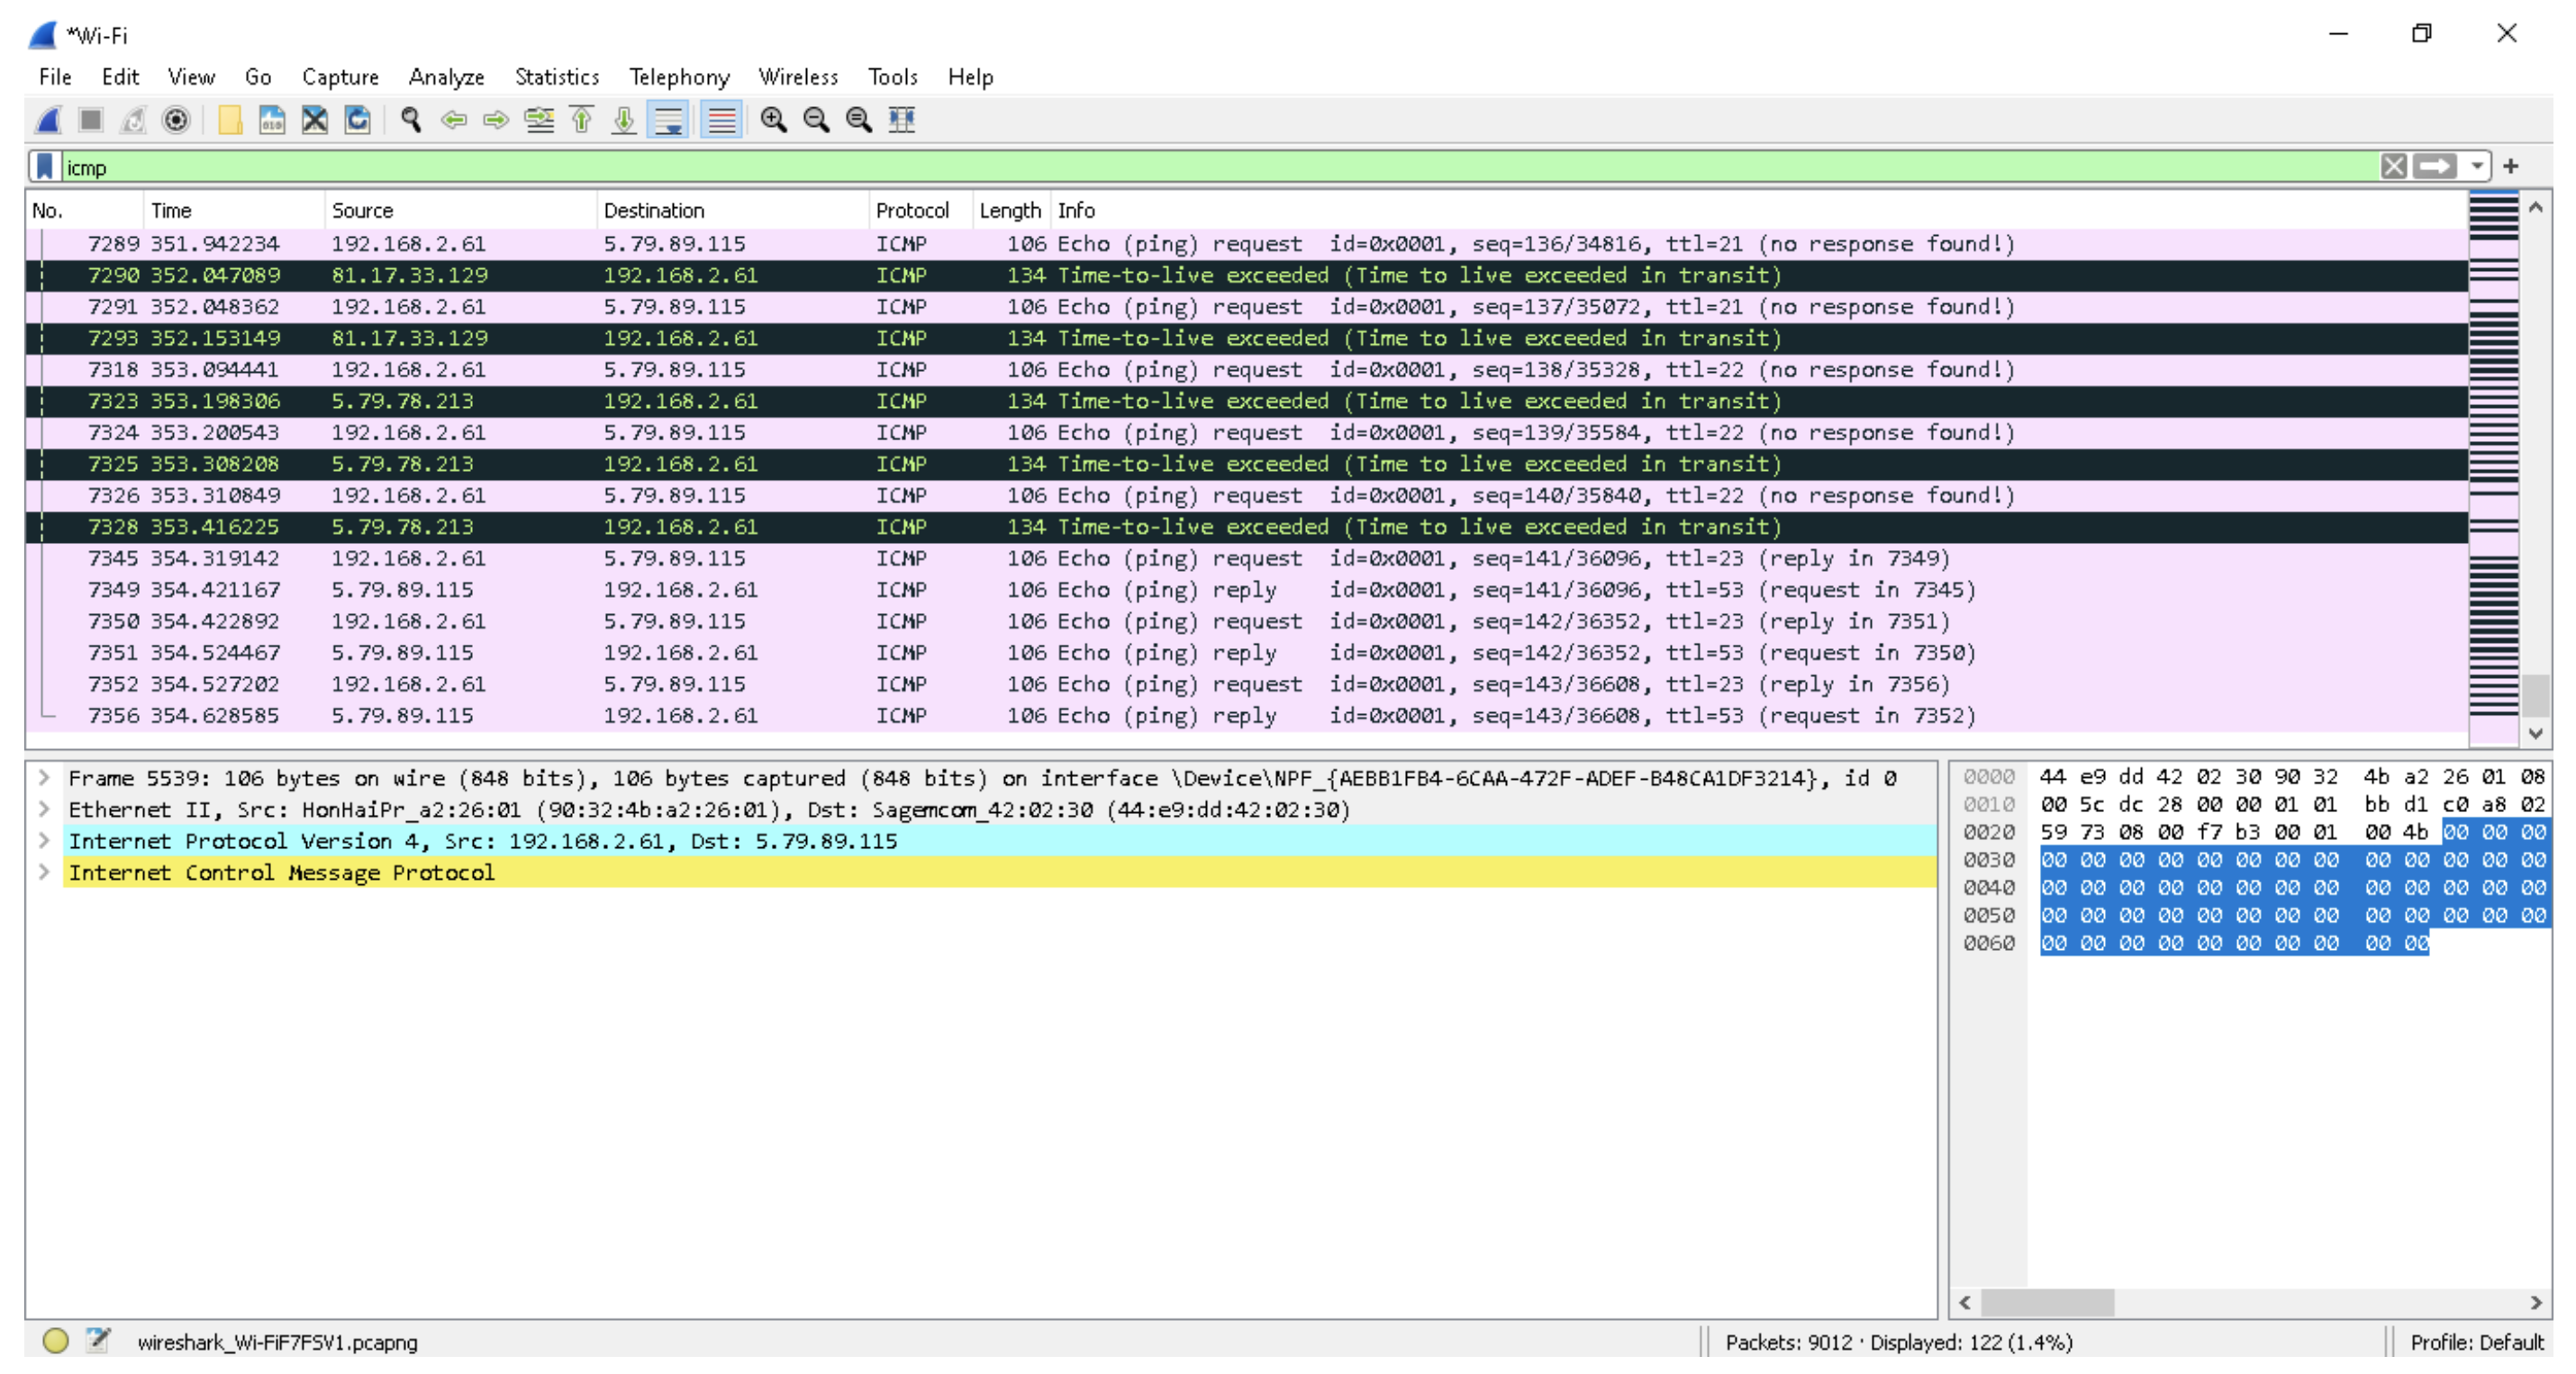 *Wi-Fi
File Edit View Go Capture Analyze Statistics Telephony Wireless Tools Help
icmp
No. Time Source Destination Protocol Length Info
7289 351.942234 192.168.2.61 5.79.89.115 ICMP 106 Echo (ping) request id=0x0001, seq=136/34816, ttl=21 (no response found!)
7290 352.047089 81.17.33.129 192.168.2.61 ICMP 134 Time-to-live exceeded (Time to live exceeded in transit)
7291 352.048362 192.168.2.61 5.79.89.115 ICMP 106 Echo (ping) request id=0x0001, seq=137/35072, ttl=21 (no response found!)
7293 352.153149 81.17.33.129 192.168.2.61 ICMP 134 Time-to-live exceeded (Time to live exceeded in transit)
7318 353.094441 192.168.2.61 5.79.89.115 ICMP 106 Echo (ping) request id=0x0001, seq=138/35328, ttl=22 (no response found!)
7323 353.198306 5.79.78.213 192.168.2.61 ICMP 134 Time-to-live exceeded (Time to live exceeded in transit)
7324 353.200543 192.168.2.61 5.79.89.115 ICMP 106 Echo (ping) request id=0x0001, seq=139/35584, ttl=22 (no response found!)
7325 353.308208 5.79.78.213 192.168.2.61 ICMP 134 Time-to-live exceeded (Time to live exceeded in transit)
7326 353.310849 192.168.2.61 5.79.89.115 ICMP 106 Echo (ping) request id=0x0001, seq=140/35840, ttl=22 (no response found!)
7328 353.416225 5.79.78.213 192.168.2.61 ICMP 134 Time-to-live exceeded (Time to live exceeded in transit)
7345 354.319142 192.168.2.61 5.79.89.115 ICMP 106 Echo (ping) request id=0x0001, seq=141/36096, ttl=23 (reply in 7349)
7349 354.421167 5.79.89.115 192.168.2.61 ICMP 106 Echo (ping) reply id=0x0001, seq=141/36096, ttl=53 (request in 7345)
7350 354.422892 192.168.2.61 5.79.89.115 ICMP 106 Echo (ping) request id=0x0001, seq=142/36352, ttl=23 (reply in 7351)
7351 354.524467 5.79.89.115 192.168.2.61 ICMP 106 Echo (ping) reply id=0x0001, seq=142/36352, ttl=53 (request in 7350)
7352 354.527202 192.168.2.61 5.79.89.115 ICMP 106 Echo (ping) request id=0x0001, seq=143/36608, ttl=23 (reply in 7356)
7356 354.628585 5.79.89.115 192.168.2.61 ICMP 106 Echo (ping) reply id=0x0001, seq=143/36608, ttl=53 (request in 7352)
Frame 5539: 106 bytes on wire (848 bits), 106 bytes captured (848 bits) on interface \Device\NPF_{AEBB1FB4-6CAA-472F-ADEF-B48CA1DF3214}, id 0
Ethernet II, Src: HonHaiPr_a2:26:01 (90:32:4b:a2:26:01), Dst: Sagemcom_42:02:30 (44:e9:dd:42:02:30)
Internet Protocol Version 4, Src: 192.168.2.61, Dst: 5.79.89.115
Internet Control Message Protocol
0000 44 e9 dd 42 02 30 90 32 4b a2 26 01 08
0010 00 5c dc 28 00 00 01 01 bb d1 c0 a8 02
0020 59 73 08 00 f7 b3 00 01 00 4b 00 00 00
0030 00 00 00 00 00 00 00 00 00 00 00 00 00
0040 00 00 00 00 00 00 00 00 00 00 00 00 00
0050 00 00 00 00 00 00 00 00 00 00 00 00 00
0060 00 00 00 00 00 00 00 00 00 00
wireshark_Wi-FiF7FSV1.pcapng
Packets: 9012 · Displayed: 122 (1.4%)
Profile: Default